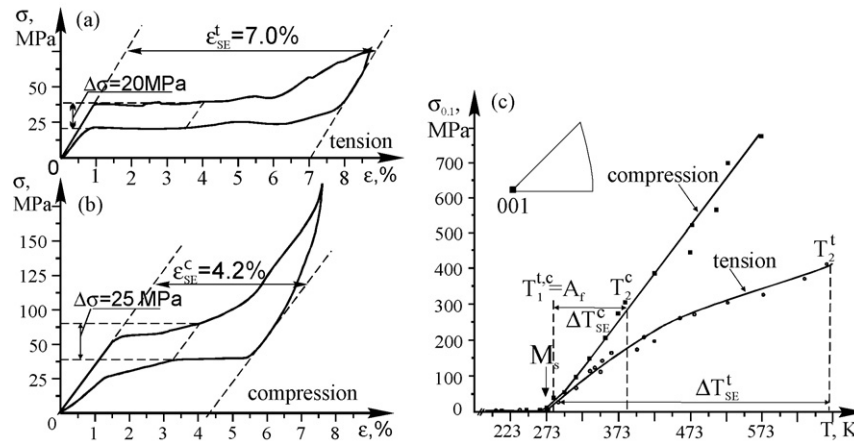 σ,
MPa
(a)
ε^t_SE=7.0%
Δσ=20MPa
50
25
0
tension
1 2 3 4 5 6 7 8 ε,%
σ,
MPa
(b)
150
125
100
75
50
25
0
ε^c_SE=4.2%
Δσ=25 MPa
compression
1 2 3 4 5 6 7 8 ε,%
(c)
σ0.1,
MPa
700
600
500
400
300
200
100
0
001
compression
T^t,c_1=A_f
T^c_2
T^t_2
tension
ΔT^c_SE
M_s
ΔT^t_SE
223 273 373 473 573 T, K